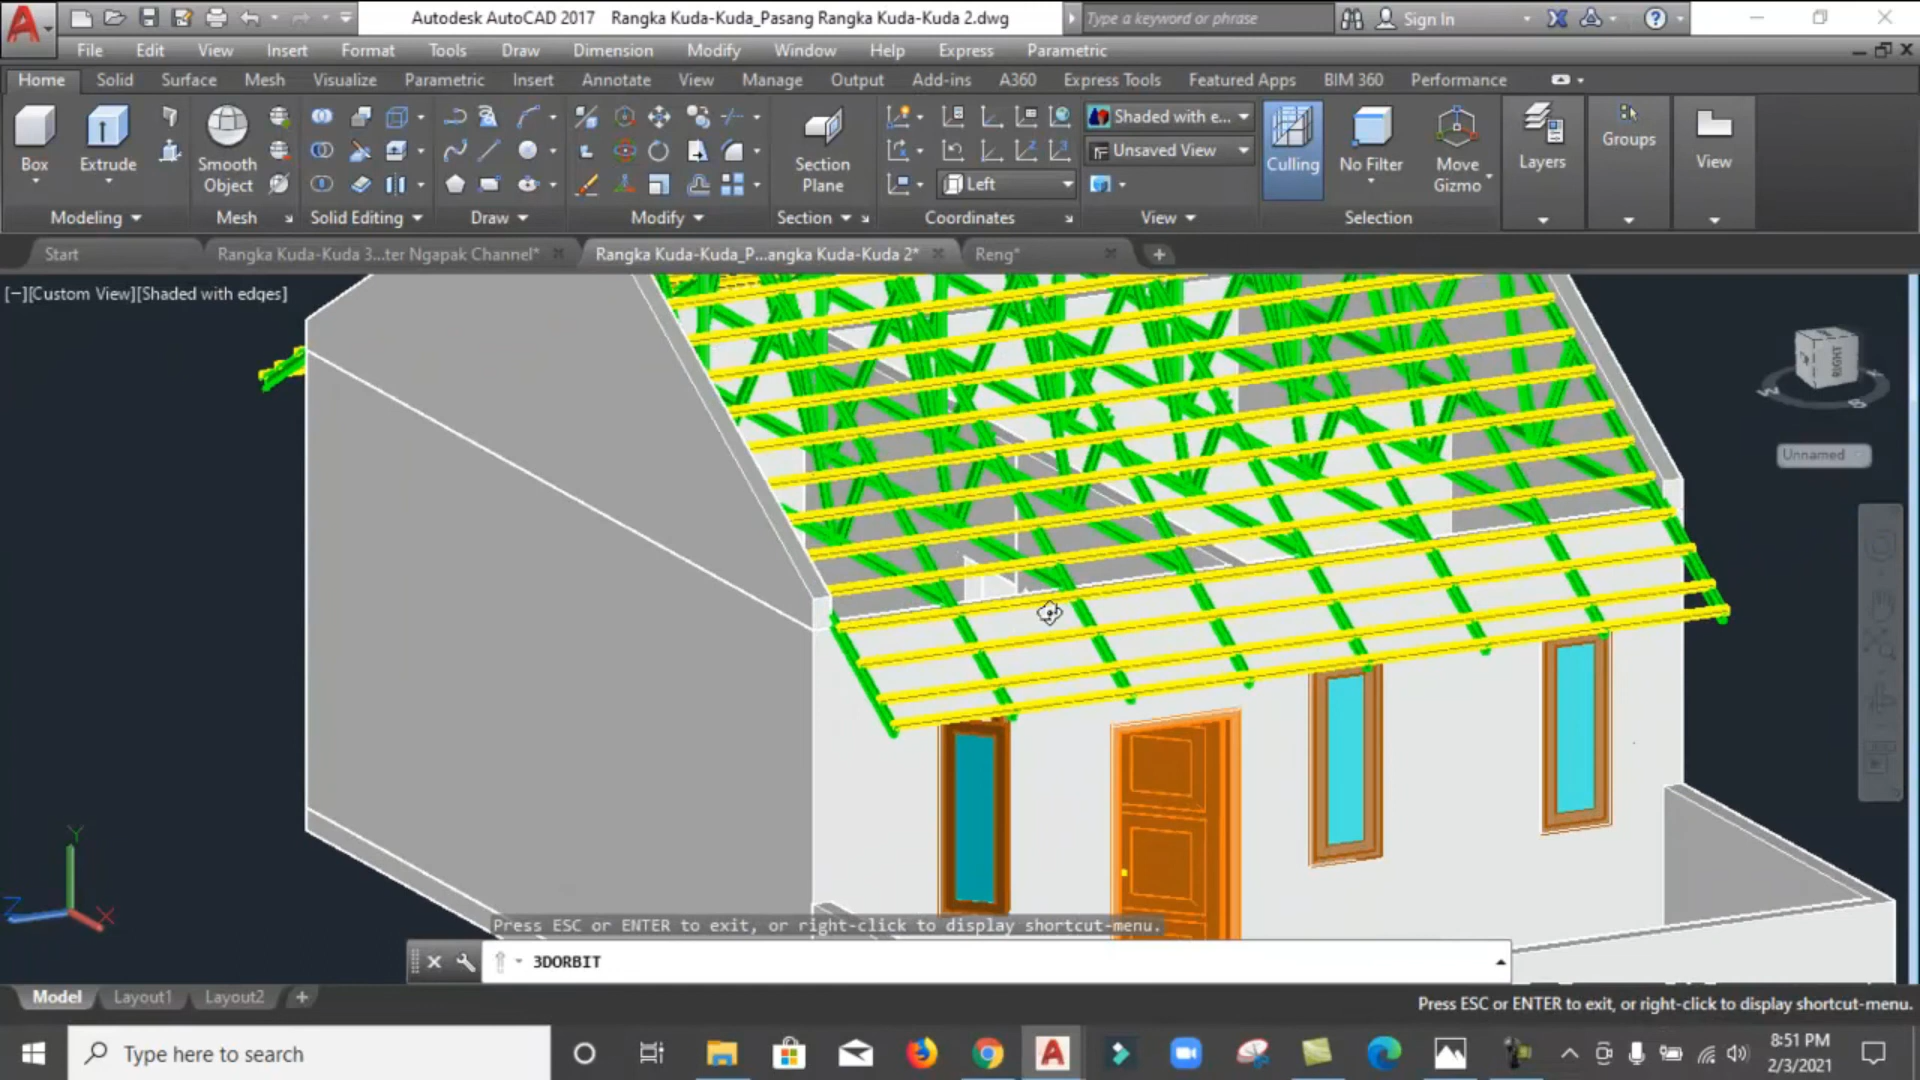 Autodesk AutoCAD 2017 Rangka Kuda-Kuda_Pasang Rangka Kuda-Kuda 2.dwg
Type a keyword or phrase
Sign In
File Edit View Insert Format Tools Draw Dimension Modify Window Help Express Parametric
Home Solid Surface Mesh Visualize Parametric Insert Annotate View Manage Output Add-ins A360 Express Tools Featured Apps BIM 360 Performance
Box
Extrude
Smooth Object
Section Plane
Shaded with e...
Unsaved View
Left
Culling
No Filter
Move Gizmo
Layers
Groups
View
Modeling Mesh Solid Editing Draw Modify Section Coordinates View Selection
Start
Rangka Kuda-Kuda 3...ter Ngapak Channel*
Rangka Kuda-Kuda_P...angka Kuda-Kuda 2*
Reng*
[−][Custom View][Shaded with edges]
RIGHT
W
Unnamed
Y
Z
X
Press ESC or ENTER to exit, or right-click to display shortcut-menu.
3DORBIT
Model Layout1 Layout2
Press ESC or ENTER to exit, or right-click to display shortcut-menu.
Type here to search
8:51 PM
2/3/2021